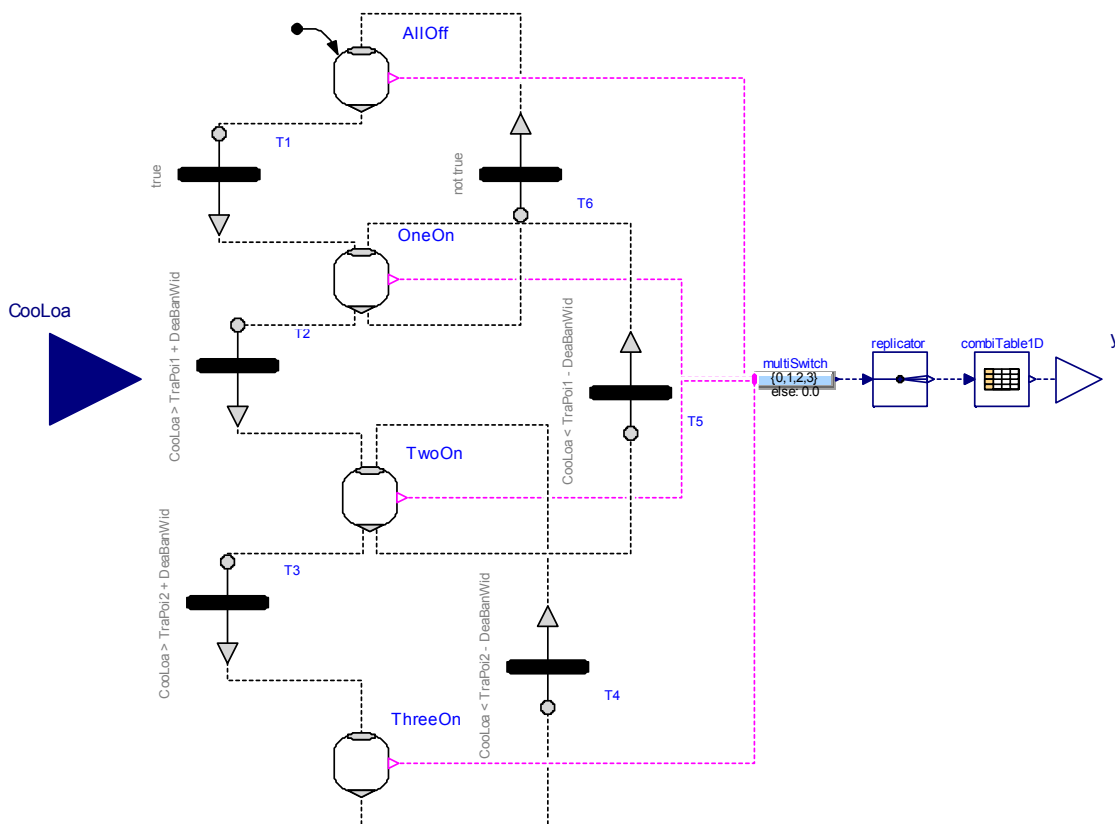 AllOff
T1
true
not true
T6
OneOn
CooLoa
T2
CooLoa > TraPoi1 + DeaBanWid
CooLoa < TraPoi1 - DeaBanWid
y
multiSwitch
{0,1,2,3}
else: 0.0
replicator
combiTable1D
T5
TwoOn
CooLoa > TraPoi2 + DeaBanWid
T3
CooLoa < TraPoi2 - DeaBanWid
T4
ThreeOn